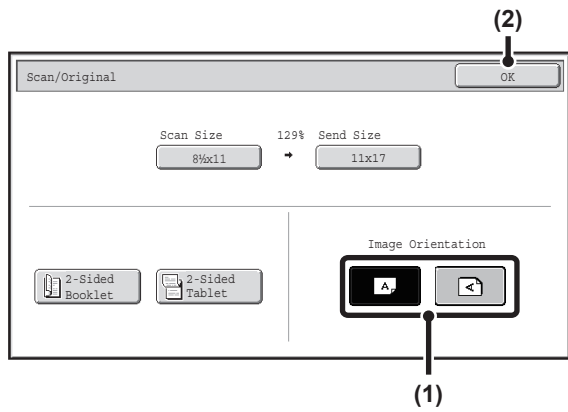 (2)
Scan/Original
OK
Scan Size 129% Send Size
8½x11 → 11x17
Image Orientation
2-Sided Booklet
2-Sided Tablet
A A
(1)